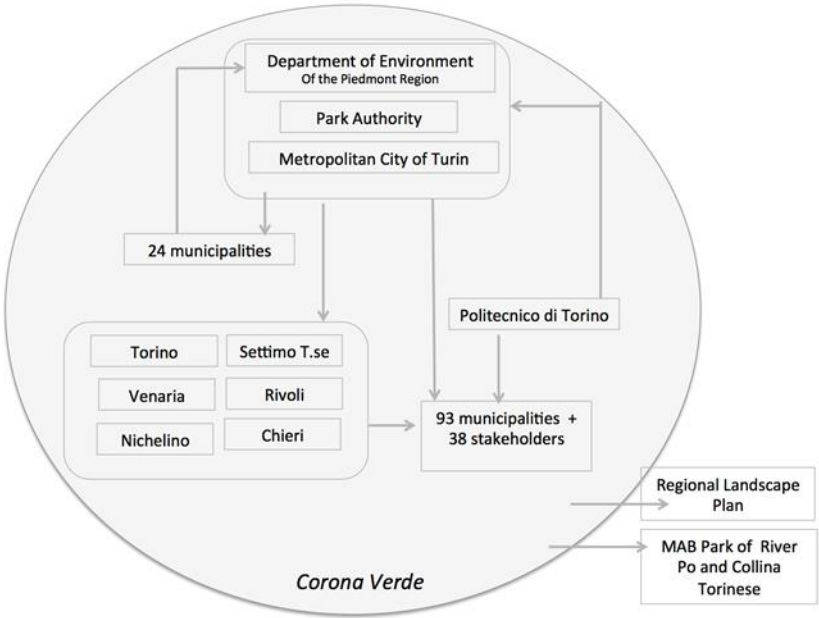 Department of Environment
Of the Piedmont Region
Park Authority
Metropolitan City of Turin
24 municipalities
Politecnico di Torino
Torino
Settimo T.se
Venaria
Rivoli
Nichelino
Chieri
93 municipalities +
38 stakeholders
Regional Landscape
Plan
MAB Park of River
Po and Collina
Torinese
Corona Verde